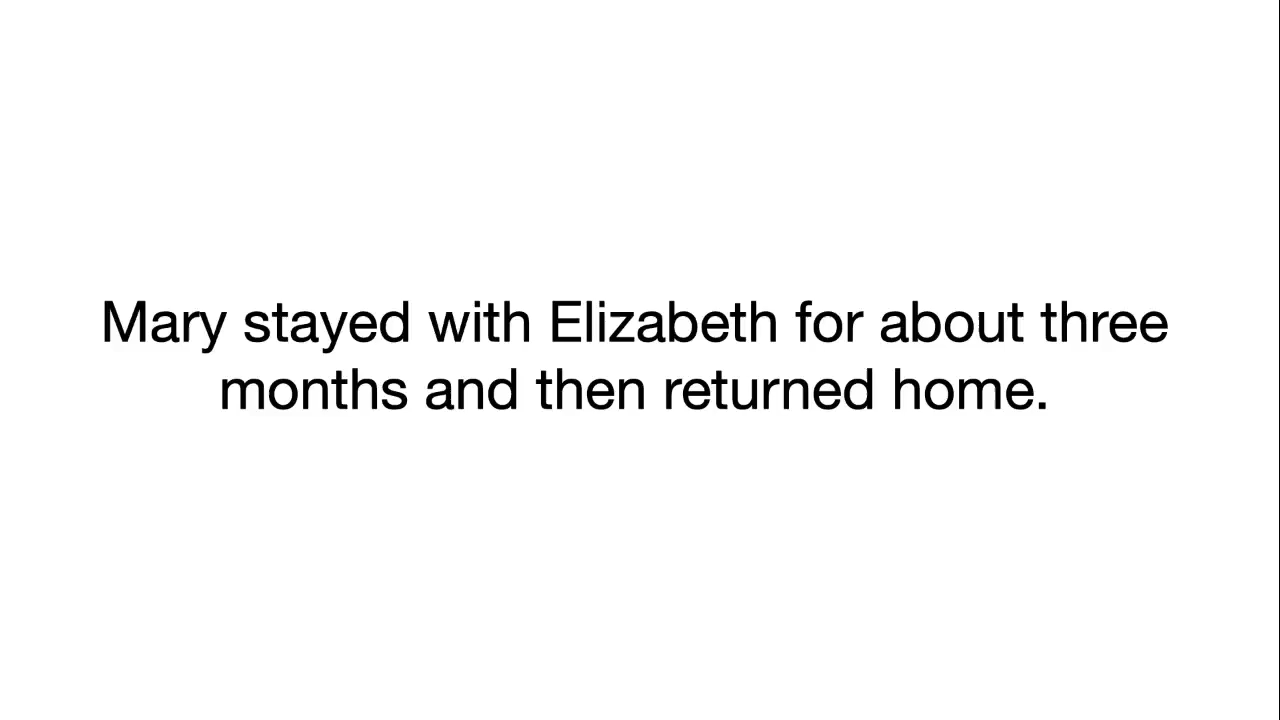 Mary stayed with Elizabeth for about three
months and then returned home.